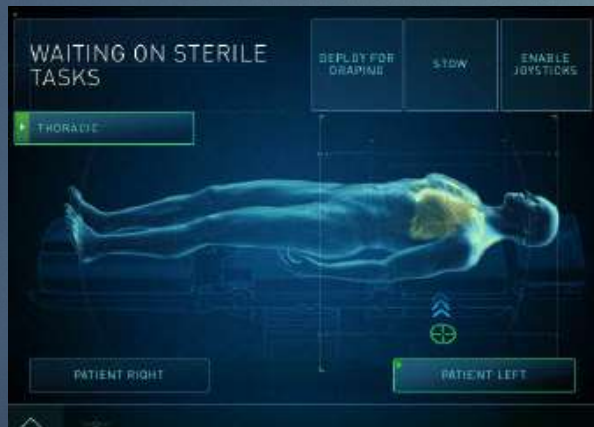 WAITING ON STERILE
TASKS
DEPLOY FOR
DRAPING
STOW
ENABLE
JOYSTICKS
THORACIC
PATIENT RIGHT
PATIENT LEFT